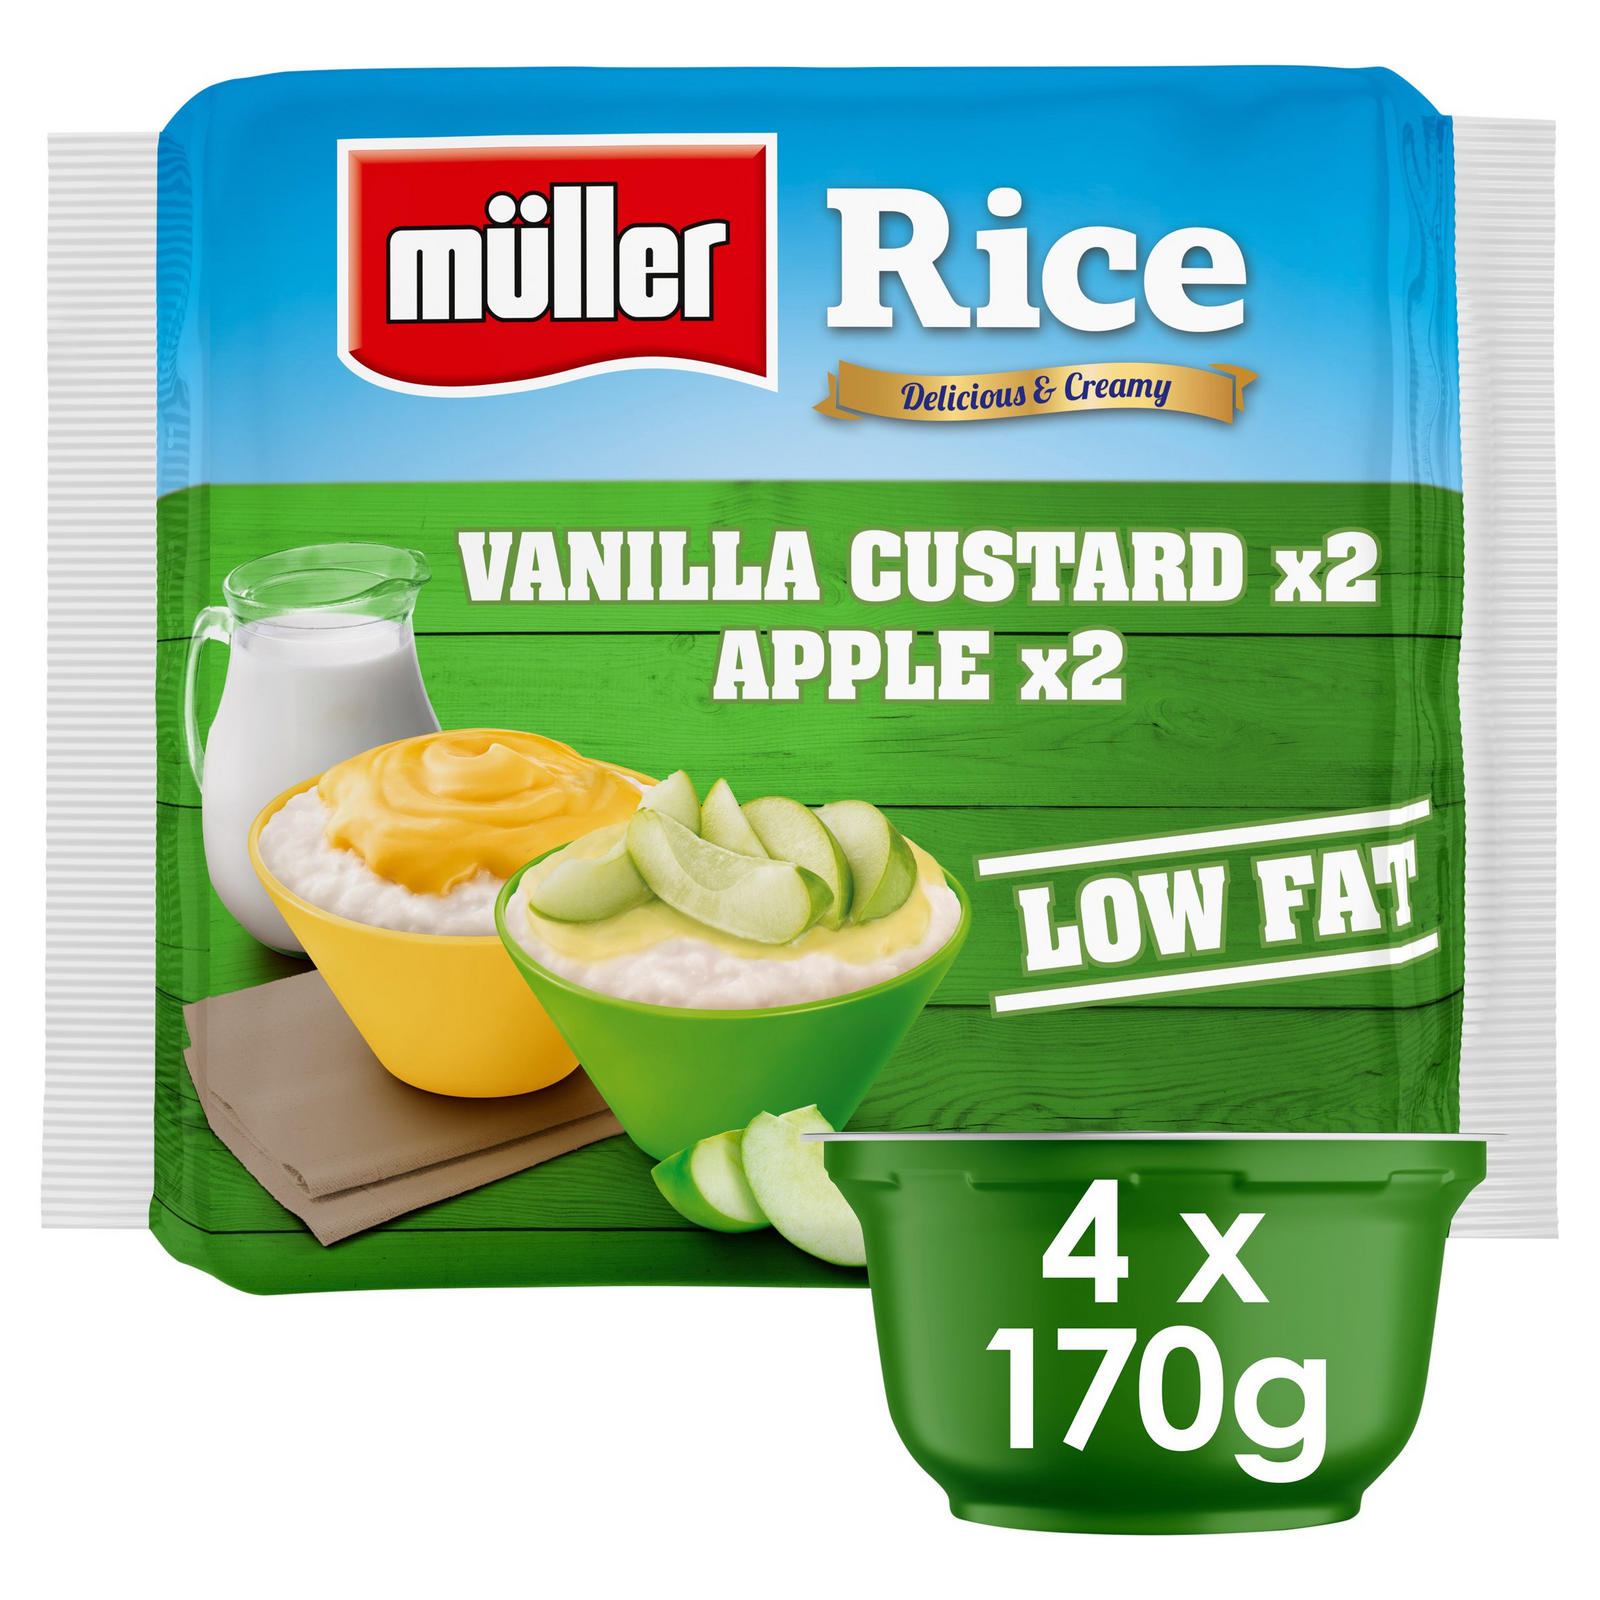 müller
Rice
Delicious & Creamy
VANILLA CUSTARD x2
APPLE x2
LOW FAT
4 x
170g